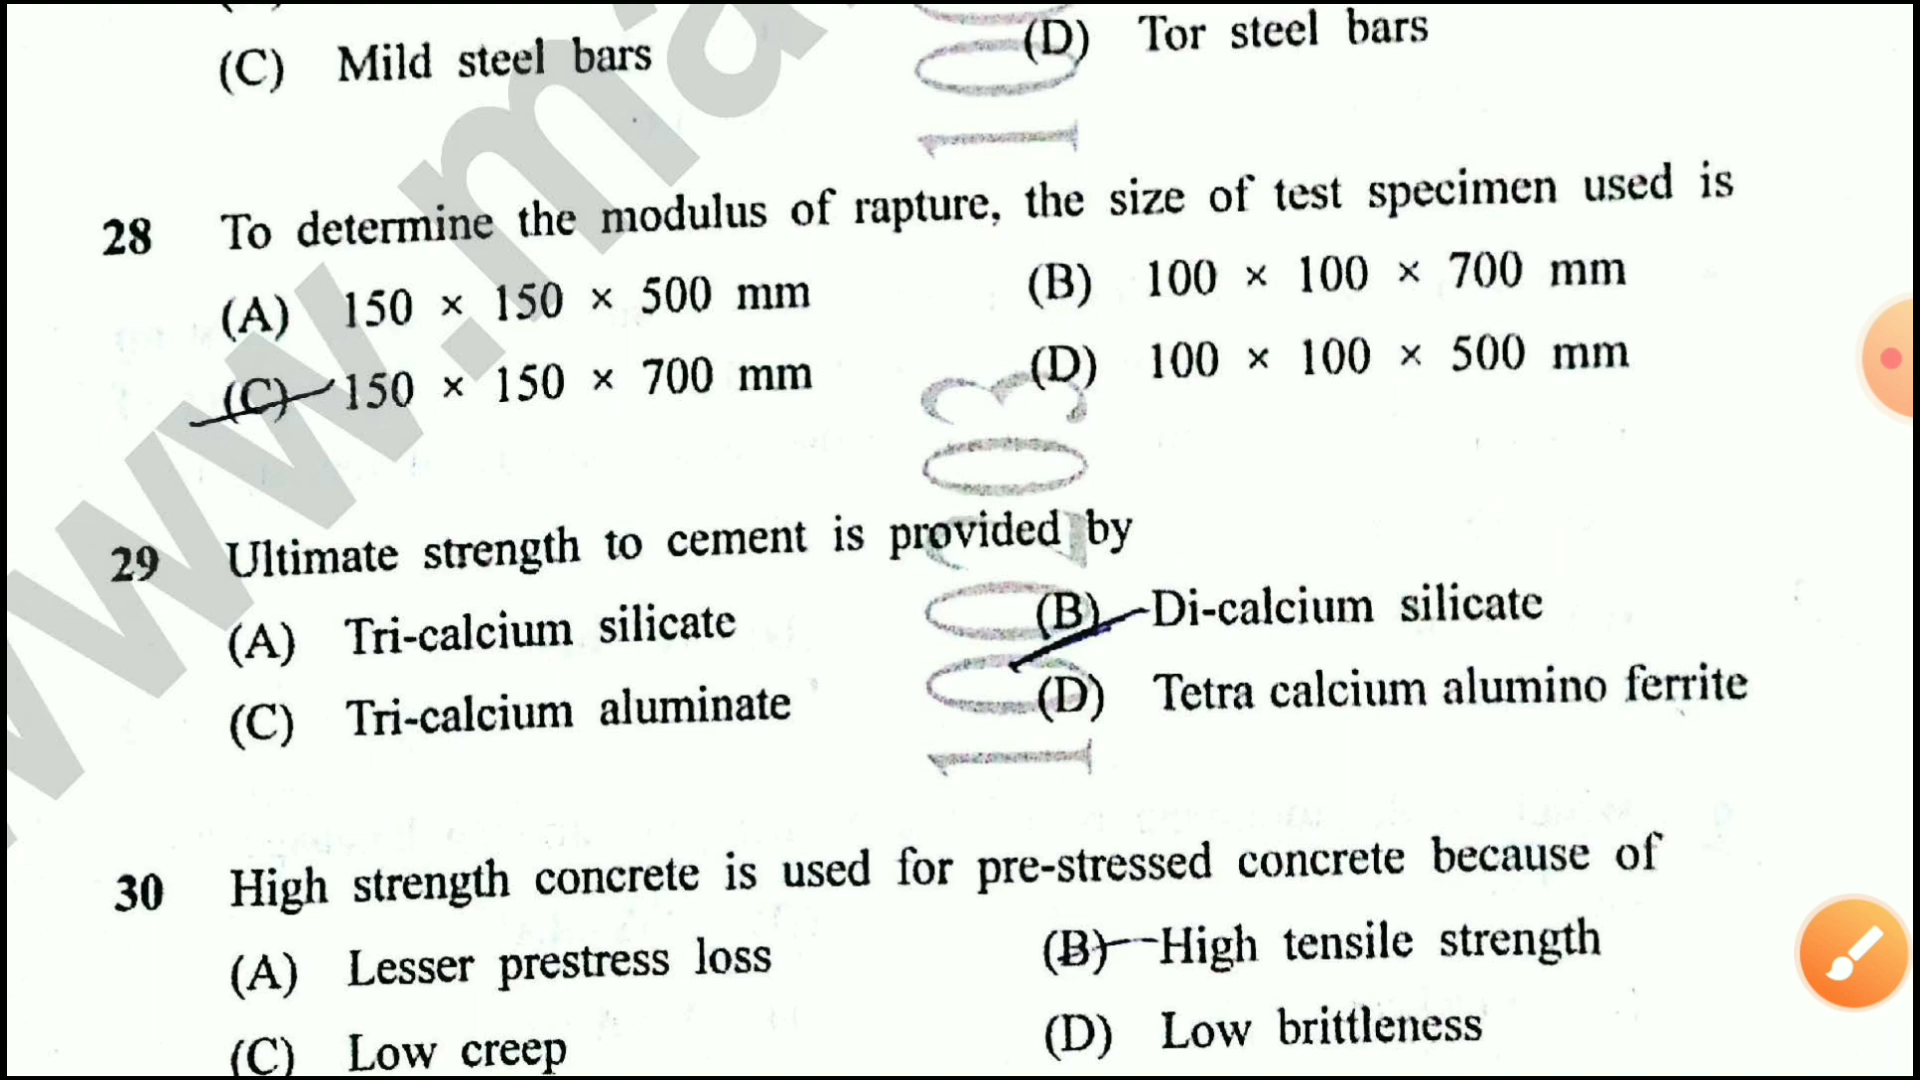 (C) Mild steel bars (D) Tor steel bars
28 To determine the modulus of rapture, the size of test specimen used is
(A) 150 × 150 × 500 mm (B) 100 × 100 × 700 mm
(C) 150 × 150 × 700 mm (D) 100 × 100 × 500 mm
29 Ultimate strength to cement is provided by
(A) Tri-calcium silicate (B) Di-calcium silicate
(C) Tri-calcium aluminate (D) Tetra calcium alumino ferrite
30 High strength concrete is used for pre-stressed concrete because of
(A) Lesser prestress loss (B) High tensile strength
(C) Low creep (D) Low brittleness